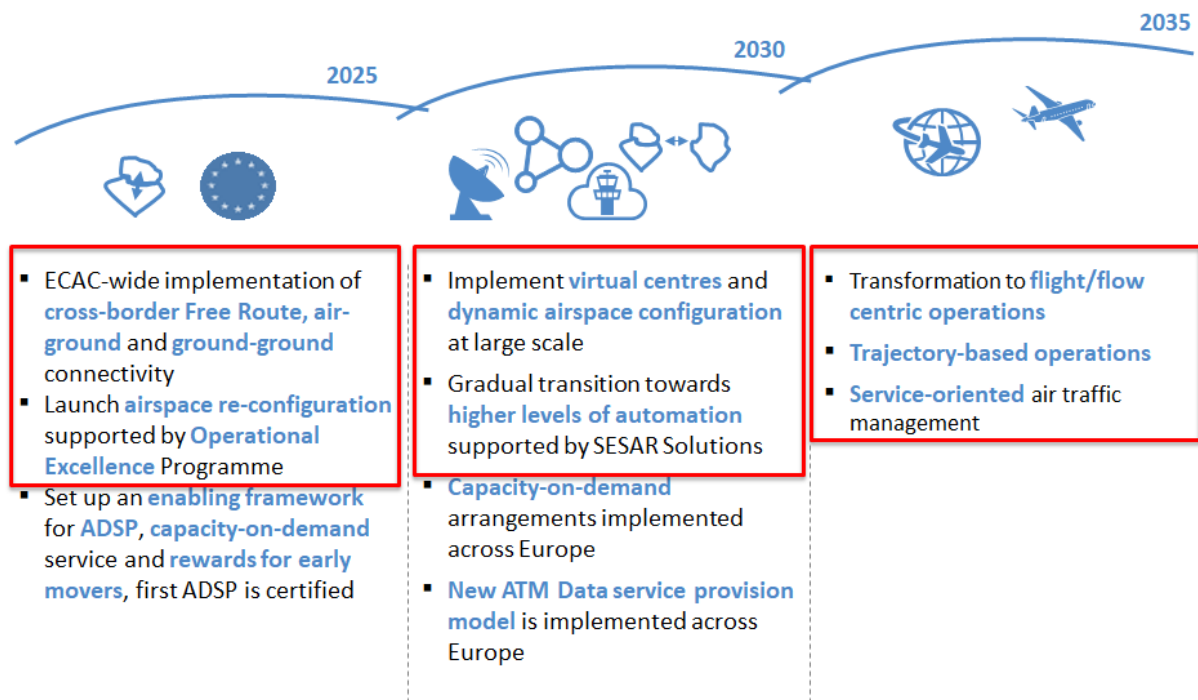 2025
2030
2035
▪ ECAC-wide implementation of
cross-border Free Route, air-
ground and ground-ground
connectivity
▪ Launch airspace re-configuration
supported by Operational
Excellence Programme
▪ Set up an enabling framework
for ADSP, capacity-on-demand
service and rewards for early
movers, first ADSP is certified
▪ Implement virtual centres and
dynamic airspace configuration
at large scale
▪ Gradual transition towards
higher levels of automation
supported by SESAR Solutions
▪ Capacity-on-demand
arrangements implemented
across Europe
▪ New ATM Data service provision
model is implemented across
Europe
▪ Transformation to flight/flow
centric operations
▪ Trajectory-based operations
▪ Service-oriented air traffic
management